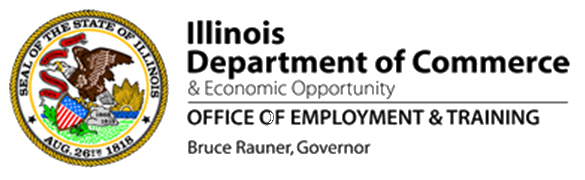 SEAL OF THE STATE OF ILLINOIS
AUG. 26TH 1818
Illinois
Department of Commerce
& Economic Opportunity
OFFICE OF EMPLOYMENT & TRAINING
Bruce Rauner, Governor